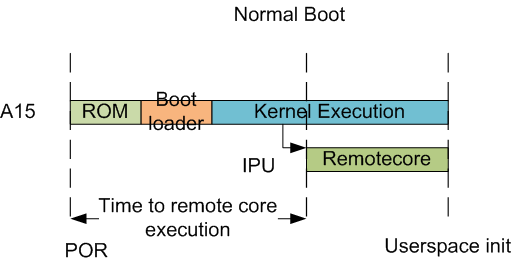 Normal Boot
A15
ROM
Boot
loader
Kernel Execution
IPU
Remotecore
Time to remote core
execution
POR
Userspace init